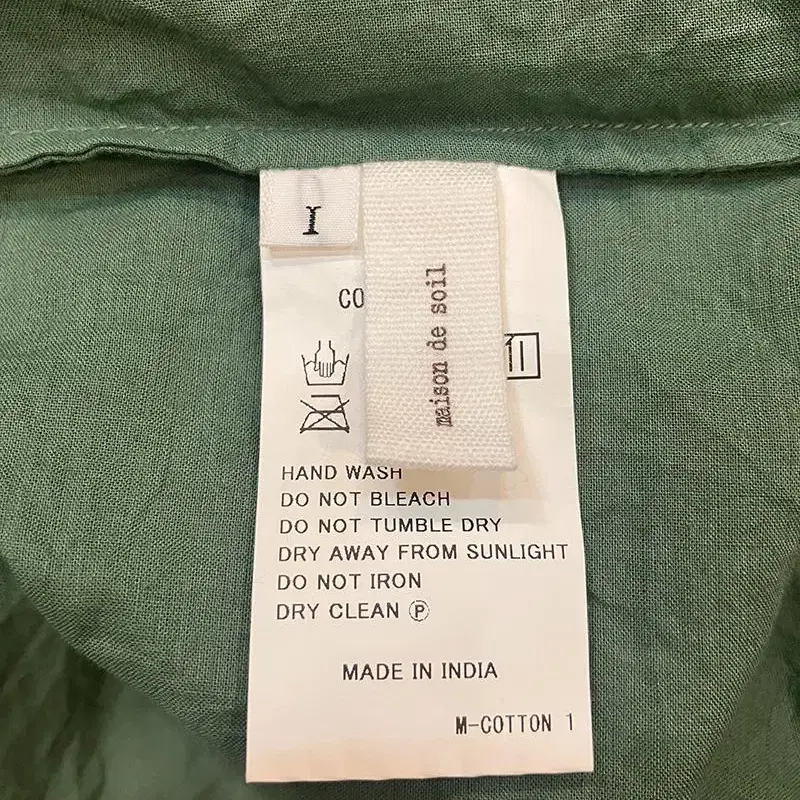 I
maison de soil
CO
HAND WASH
DO NOT BLEACH
DO NOT TUMBLE DRY
DRY AWAY FROM SUNLIGHT
DO NOT IRON
DRY CLEAN Ⓟ
MADE IN INDIA
M-COTTON 1